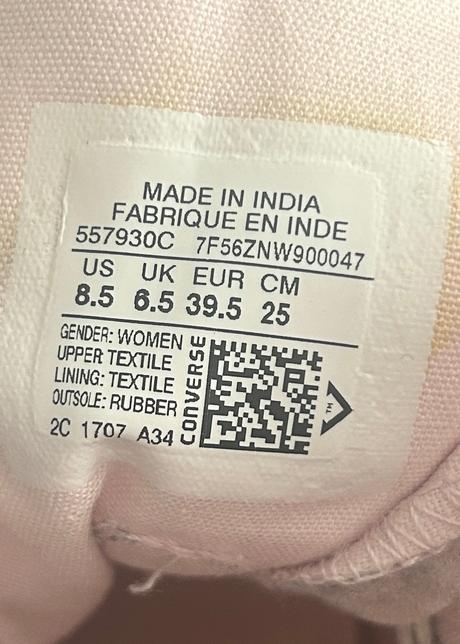 MADE IN INDIA
FABRIQUE EN INDE
557930C 7F56ZNW900047
US UK EUR CM
8.5 6.5 39.5 25
GENDER: WOMEN
UPPER TEXTILE
LINING: TEXTILE
OUTSOLE: RUBBER
2C 1707 A34
CONVERSE
TM